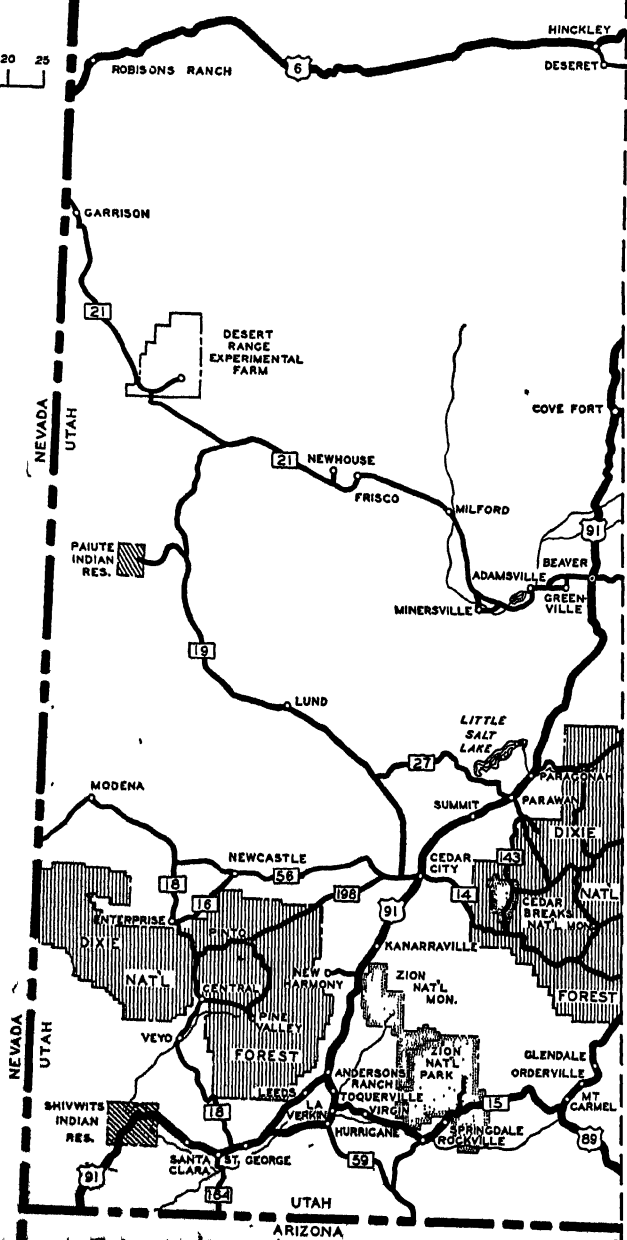 20 25
HINCKLEY
DESERET
ROBISONS RANCH
6
GARRISON
21
DESERT
RANGE
EXPERIMENTAL
FARM
NEVADA
UTAH
COVE FORT
21
NEWHOUSE
FRISCO
MILFORD
91
PAIUTE
INDIAN
RES.
ADAMSVILLE
BEAVER
GREEN-
VILLE
MINERSVILLE
19
LUND
LITTLE
SALT
LAKE
27
PARAGONAH
MODENA
SUMMIT
PARAWAN
DIXIE
NEWCASTLE
CEDAR
CITY
143
18
56
16
198
14
NAT'L
91
CEDAR
BREAKS
NAT'L MON.
ENTERPRISE
PINTO
DIXIE
KANARRAVILLE
NAT'L
NEW
HARMONY
ZION
NAT'L
MON.
CENTRAL
FOREST
PINE
VALLEY
NEVADA
UTAH
VEYO
FOREST
ZION
NAT'L
PARK
GLENDALE
ORDERVILLE
LEEDS
ANDERSONS
RANCH
TOQUERVILLE
LA
VERKIN
VIRGIN
15
MT
CARMEL
SHIVWITS
INDIAN
RES.
18
HURRICANE
SPRINGDALE
ROCKVILLE
89
SANTA
CLARA
ST. GEORGE
59
91
164
UTAH
ARIZONA